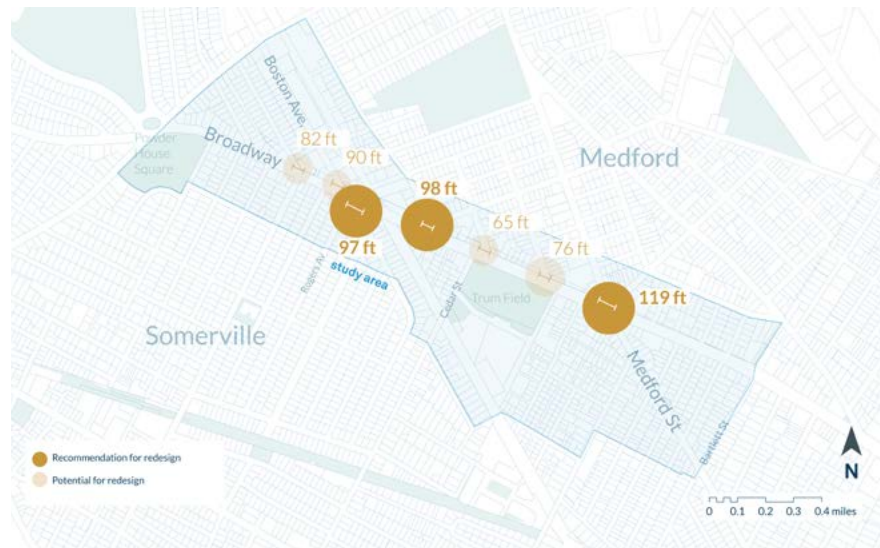 Boston Ave.
Broadway
82 ft
Powder
House
Square
90 ft
Medford
98 ft
97 ft
65 ft
76 ft
study area
Rogers Av
Cedar St.
Trum Field
119 ft
Somerville
Medford St
Bartlett St.
Recommendation for redesign
Potential for redesign
N
0 0.1 0.2 0.3 0.4 miles